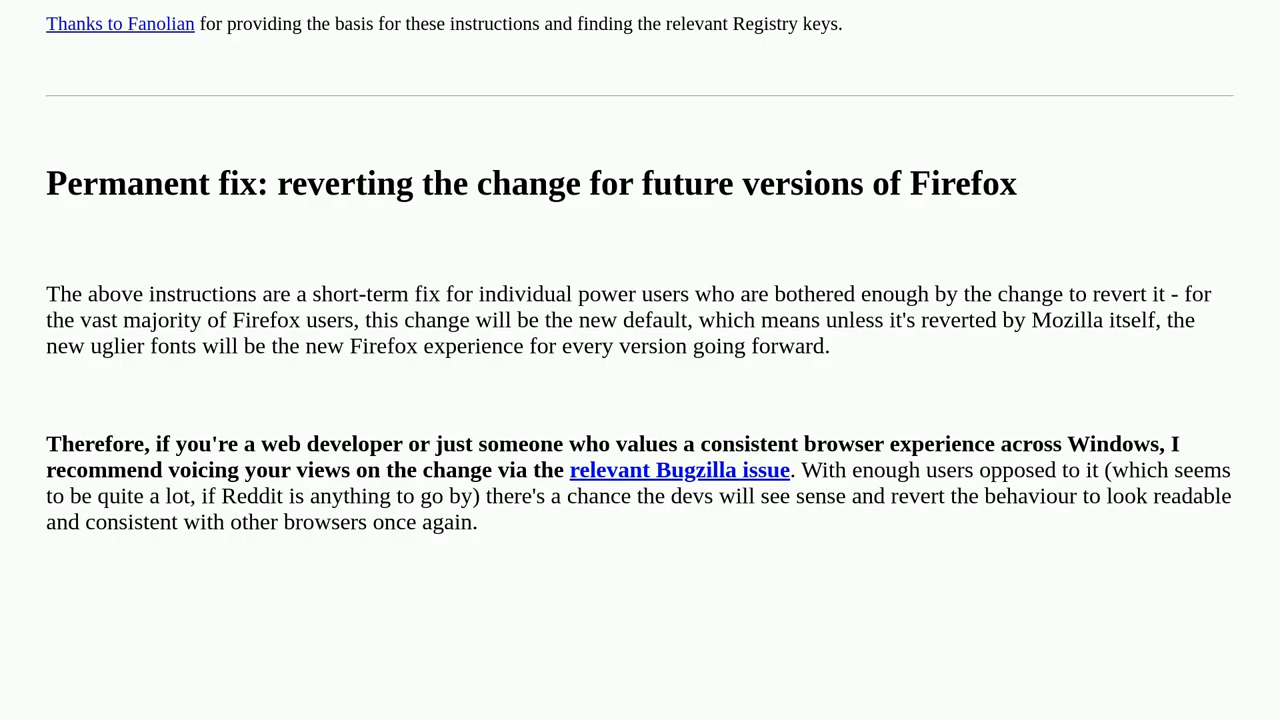 Thanks to Fanolian for providing the basis for these instructions and finding the relevant Registry keys.
Permanent fix: reverting the change for future versions of Firefox
The above instructions are a short-term fix for individual power users who are bothered enough by the change to revert it - for
the vast majority of Firefox users, this change will be the new default, which means unless it's reverted by Mozilla itself, the
new uglier fonts will be the new Firefox experience for every version going forward.
Therefore, if you're a web developer or just someone who values a consistent browser experience across Windows, I
recommend voicing your views on the change via the relevant Bugzilla issue. With enough users opposed to it (which seems
to be quite a lot, if Reddit is anything to go by) there's a chance the devs will see sense and revert the behaviour to look readable
and consistent with other browsers once again.